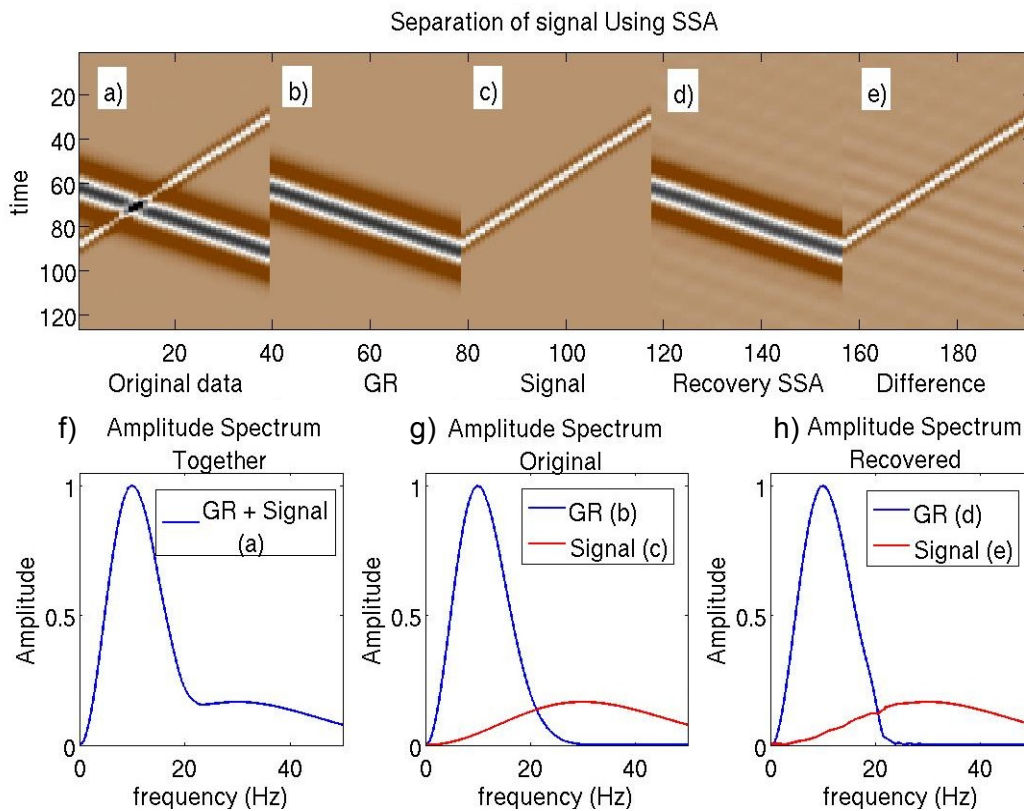 Separation of signal Using SSA
a)
b)
c)
d)
e)
time
20
40
60
80
100
120
20 40 60 80 100 120 140 160 180
Original data GR Signal Recovery SSA Difference
f) Amplitude Spectrum
Together
GR + Signal
(a)
Amplitude
1
0.5
0
0 20 40
frequency (Hz)
g) Amplitude Spectrum
Original
GR (b)
Signal (c)
Amplitude
1
0.5
0
0 20 40
frequency (Hz)
h) Amplitude Spectrum
Recovered
GR (d)
Signal (e)
Amplitude
1
0.5
0
0 20 40
frequency (Hz)